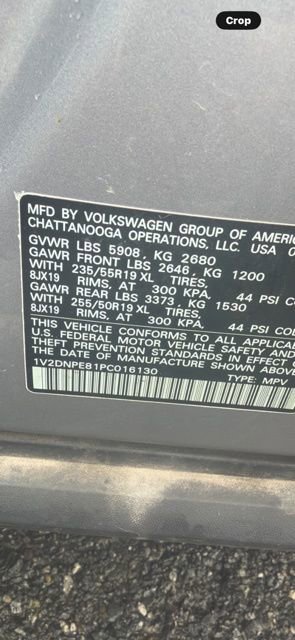 Crop
MFD BY VOLKSWAGEN GROUP OF AMERIC
CHATTANOOGA OPERATIONS, LLC. USA 0
GVWR LBS 5908, KG 2680
GAWR FRONT LBS 2646, KG 1200
WITH 235/55R19 XL TIRES,
8JX19 RIMS, AT 300 KPA, 44 PSI CO
GAWR REAR LBS 3373, KG 1530
WITH 255/50R19 XL TIRES,
8JX19 RIMS, AT 300 KPA, 44 PSI COL
THIS VEHICLE CONFORMS TO ALL APPLICABL
U.S. FEDERAL MOTOR VEHICLE SAFETY AND
THEFT PREVENTION STANDARDS IN EFFECT O
THE DATE OF MANUFACTURE SHOWN ABOVE
1V2DNPE81PC016130 TYPE: MPV